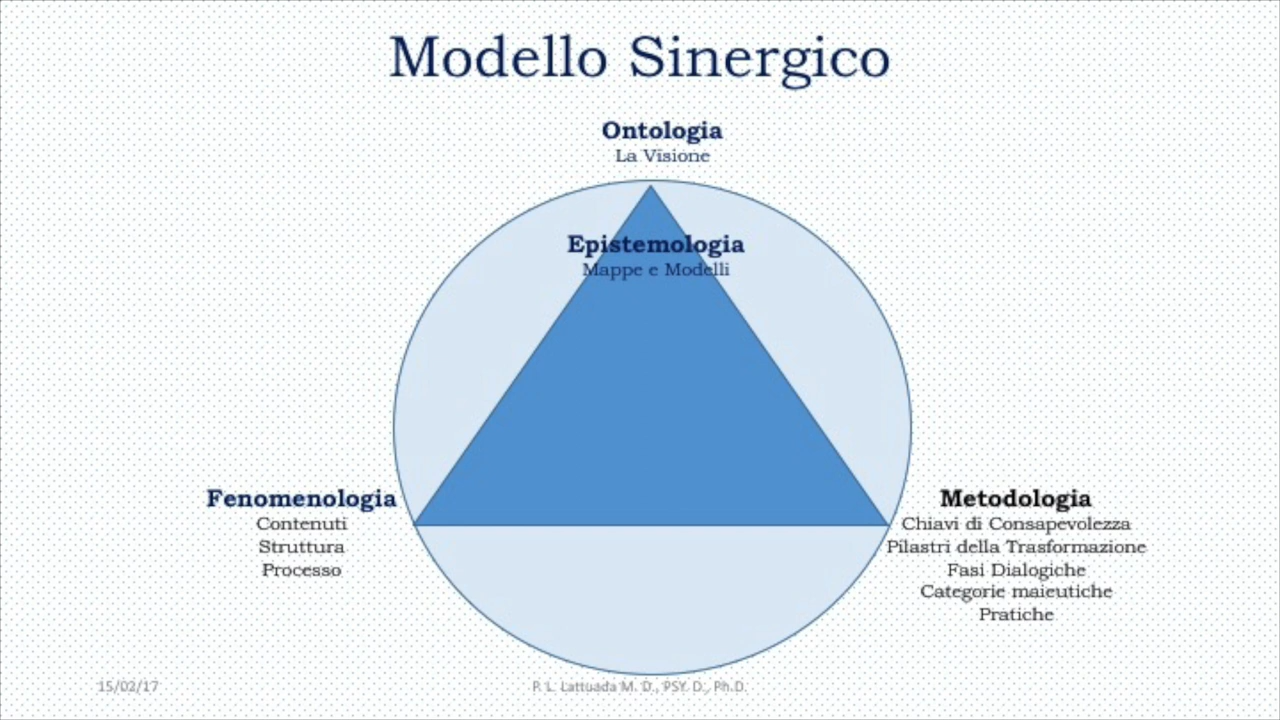 Modello Sinergico
Ontologia
La Visione
Epistemologia
Mappe e Modelli
Fenomenologia
Contenuti
Struttura
Processo
Metodologia
Chiavi di Consapevolezza
Pilastri della Trasformazione
Fasi Dialogiche
Categorie maieutiche
Pratiche
15/02/17
P. L. Lattuada M. D., PSY. D., Ph.D.